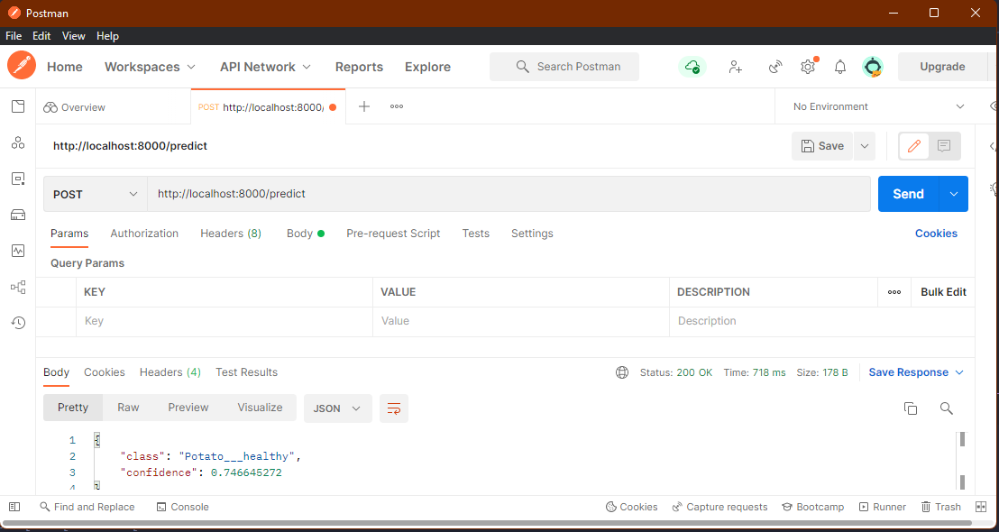 Postman
File Edit View Help
Home Workspaces API Network Reports Explore Search Postman Upgrade
Overview POST http://localhost:8000/ No Environment
http://localhost:8000/predict Save
POST http://localhost:8000/predict Send
Params Authorization Headers (8) Body Pre-request Script Tests Settings Cookies
Query Params
KEY VALUE DESCRIPTION Bulk Edit
Key Value Description
Body Cookies Headers (4) Test Results Status: 200 OK Time: 718 ms Size: 178 B Save Response
Pretty Raw Preview Visualize JSON
1 {
2 "class": "Potato___healthy",
3 "confidence": 0.746645272
4 }
Find and Replace Console Cookies Capture requests Bootcamp Runner Trash